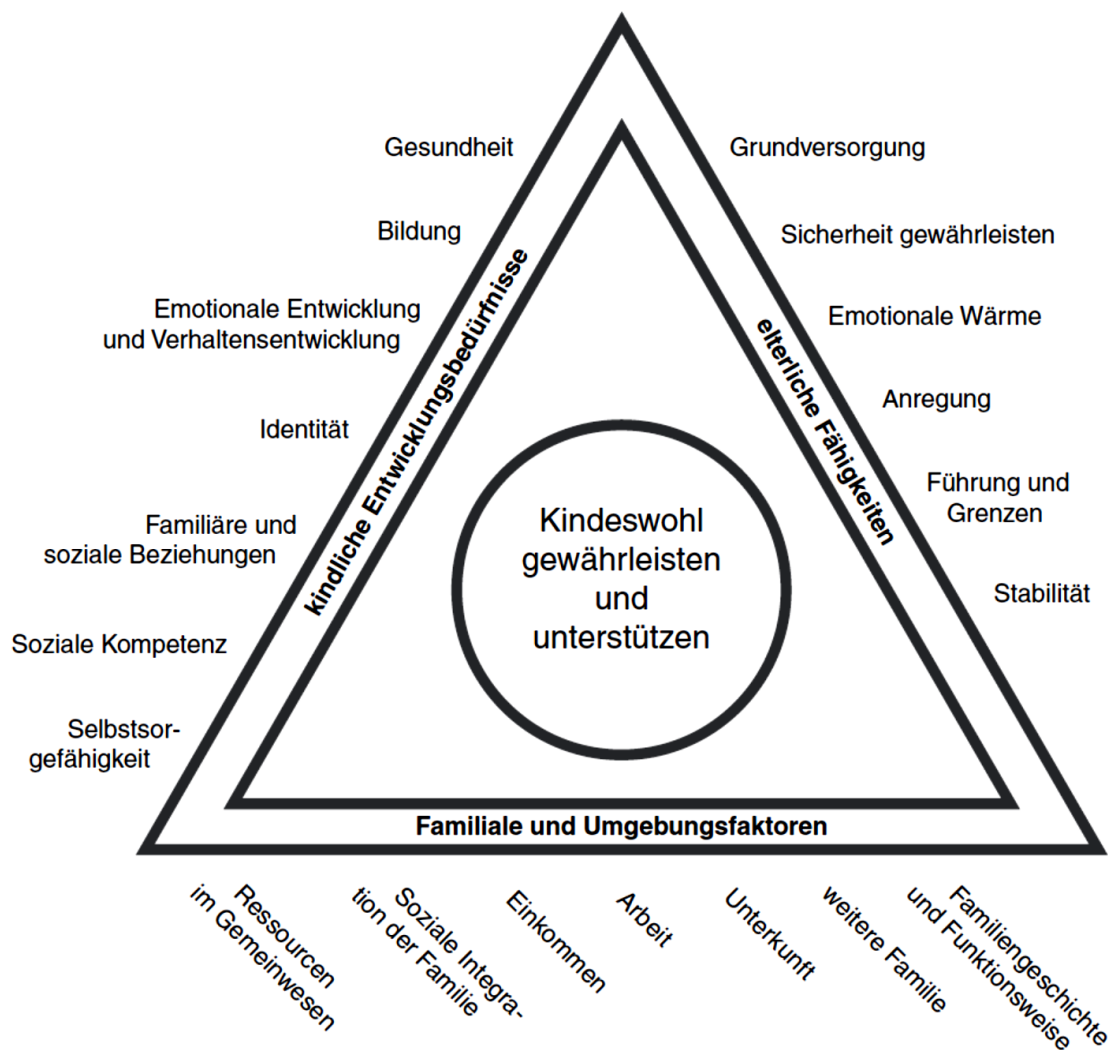 Gesundheit
Bildung
Emotionale Entwicklung
und Verhaltensentwicklung
Identität
Familiäre und
soziale Beziehungen
Soziale Kompetenz
Selbstsor-
gefähigkeit
kindliche Entwicklungsbedürfnisse
Kindeswohl
gewährleisten
und
unterstützen
elterliche Fähigkeiten
Grundversorgung
Sicherheit gewährleisten
Emotionale Wärme
Anregung
Führung und
Grenzen
Stabilität
Familiale und Umgebungsfaktoren
Ressourcen
im Gemeinwesen
Soziale Integra-
tion der Familie
Einkommen
Arbeit
Unterkunft
weitere Familie
Familiengeschichte
und Funktionsweise